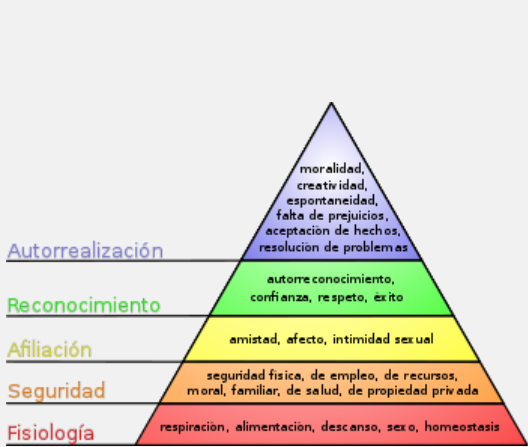 moralidad,
creatividad,
espontaneidad,
falta de prejuicios,
aceptación de hechos,
resolución de problemas
Autorrealización
autorreconocimiento,
confianza, respeto, éxito
Reconocimiento
amistad, afecto, intimidad sexual
Afiliación
seguridad física, de empleo, de recursos,
moral, familiar, de salud, de propiedad privada
Seguridad
respiración, alimentación, descanso, sexo, homeostasis
Fisiología